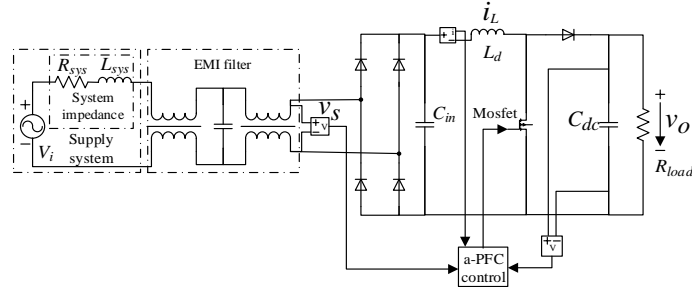 R_sys
L_sys
System
impedance
Supply
system
V_i
+
−
EMI filter
v_s
+
− v
i
i_L
L_d
C_in
Mosfet
C_dc
+
v_o
−
R_load
+ −
v
a-PFC
control